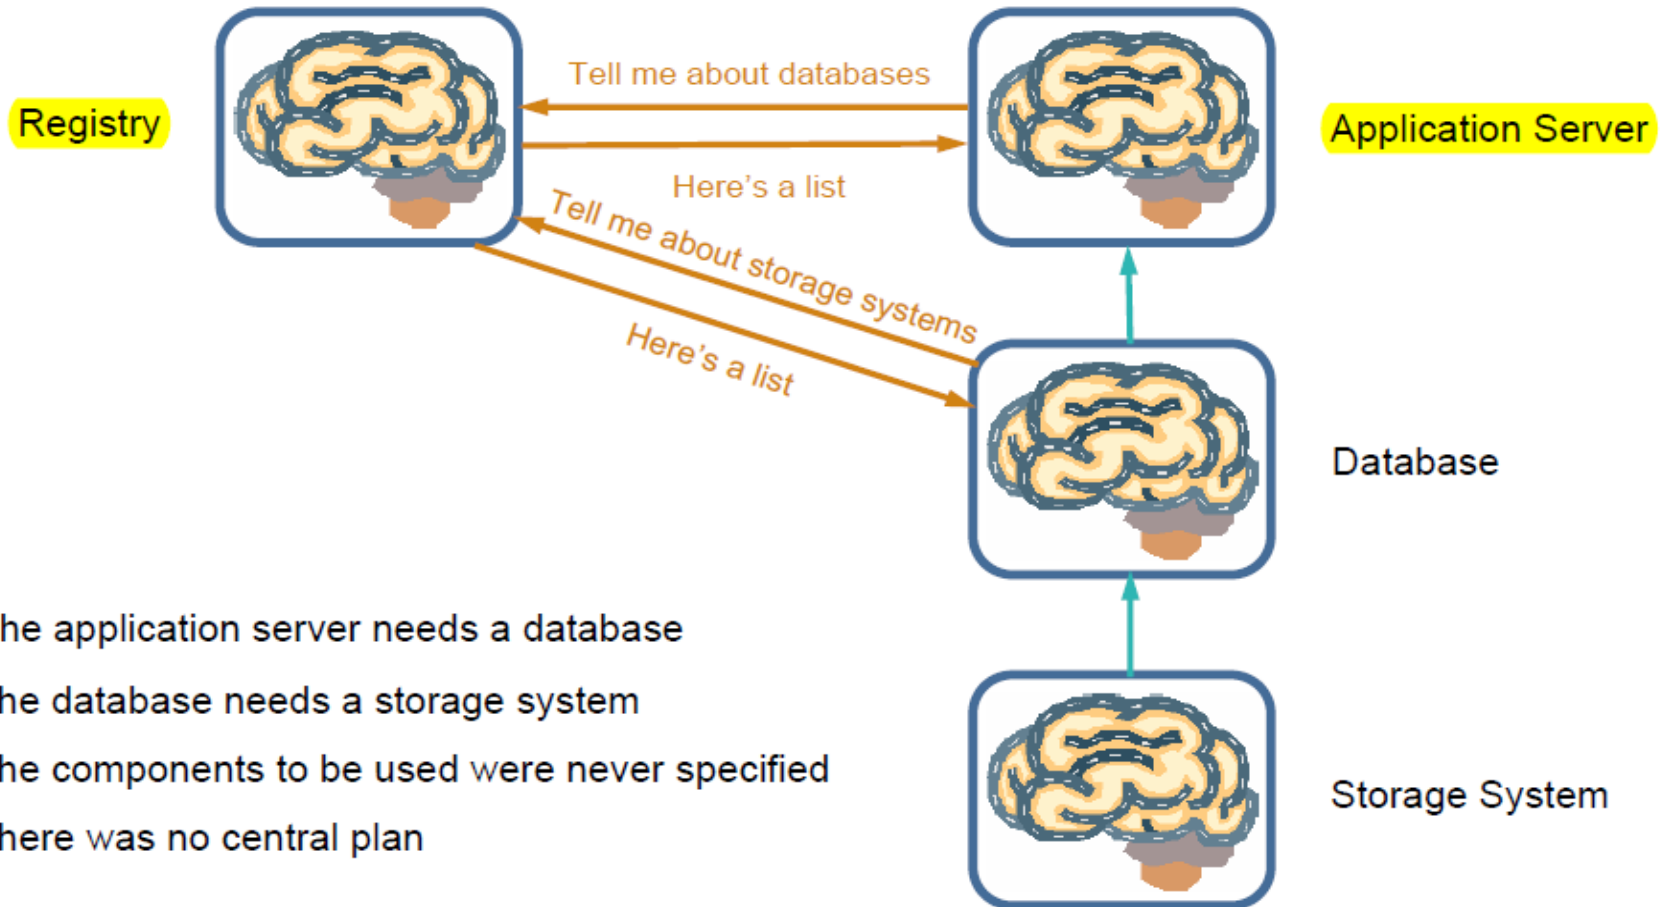 Registry
Tell me about databases
Application Server
Here's a list
Tell me about storage systems
Here's a list
Database
he application server needs a database
he database needs a storage system
he components to be used were never specified
Storage System
here was no central plan